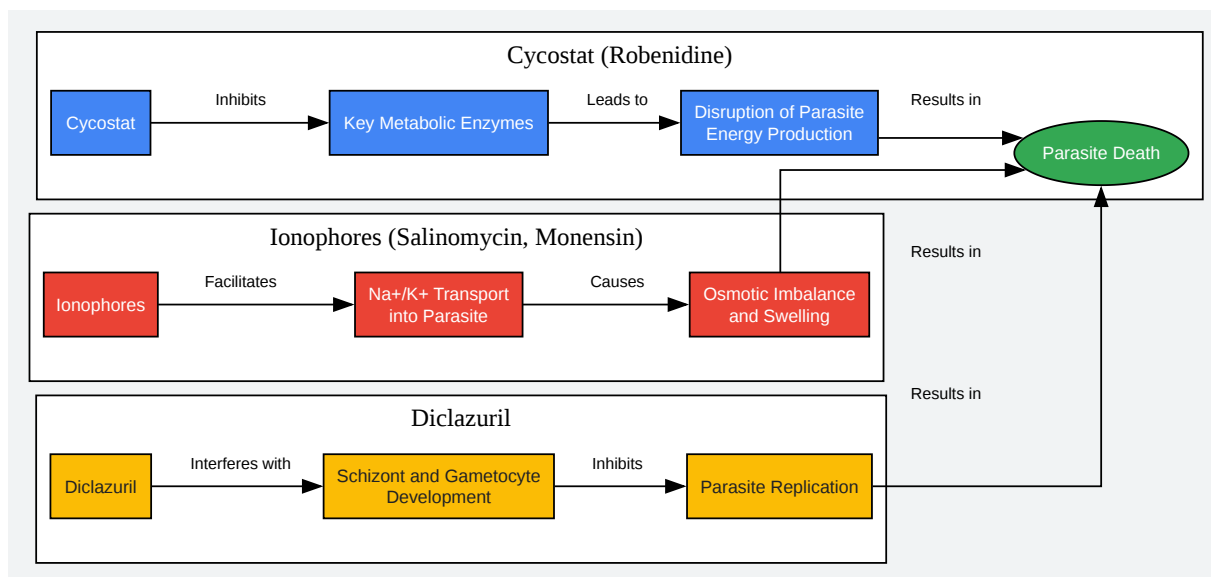 Cycostat (Robenidine)
Cycostat
Inhibits
Key Metabolic Enzymes
Leads to
Disruption of Parasite
Energy Production
Results in
Parasite Death
Ionophores (Salinomycin, Monensin)
Ionophores
Facilitates
Na+/K+ Transport
into Parasite
Causes
Osmotic Imbalance
and Swelling
Results in
Diclazuril
Diclazuril
Interferes with
Schizont and Gametocyte
Development
Inhibits
Parasite Replication
Results in